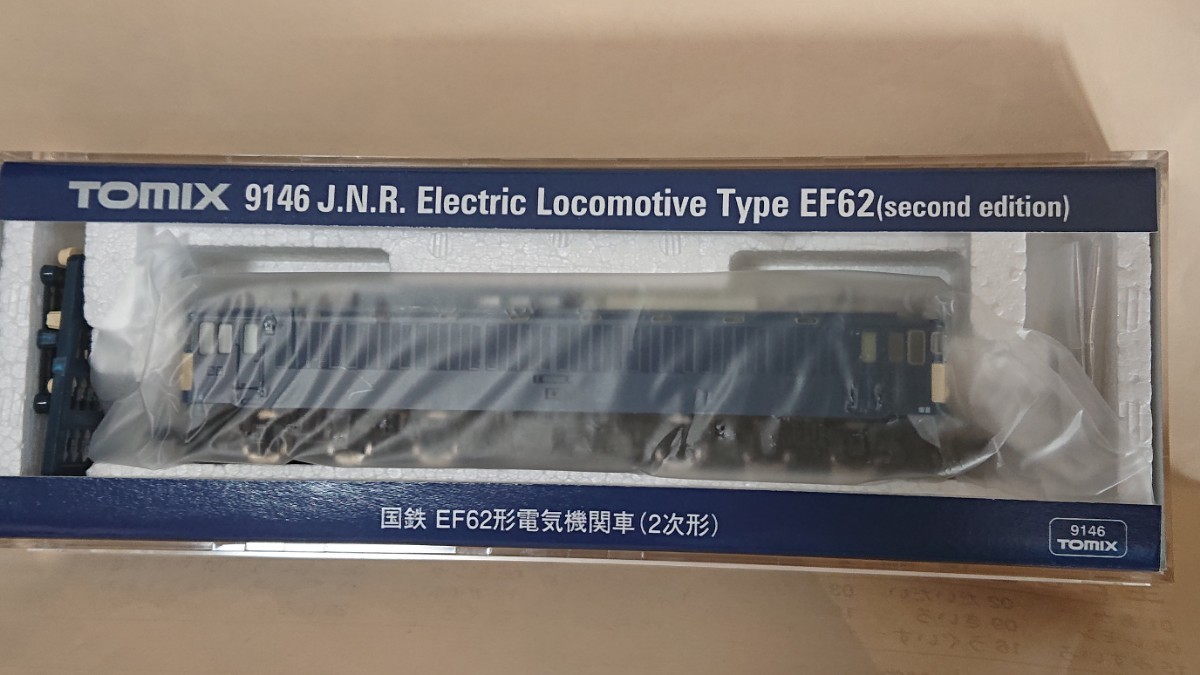 TOMIX 9146 J.N.R. Electric Locomotive Type EF62(second edition)
国鉄 EF62形電気機関車(2次形)
9146
TOMIX